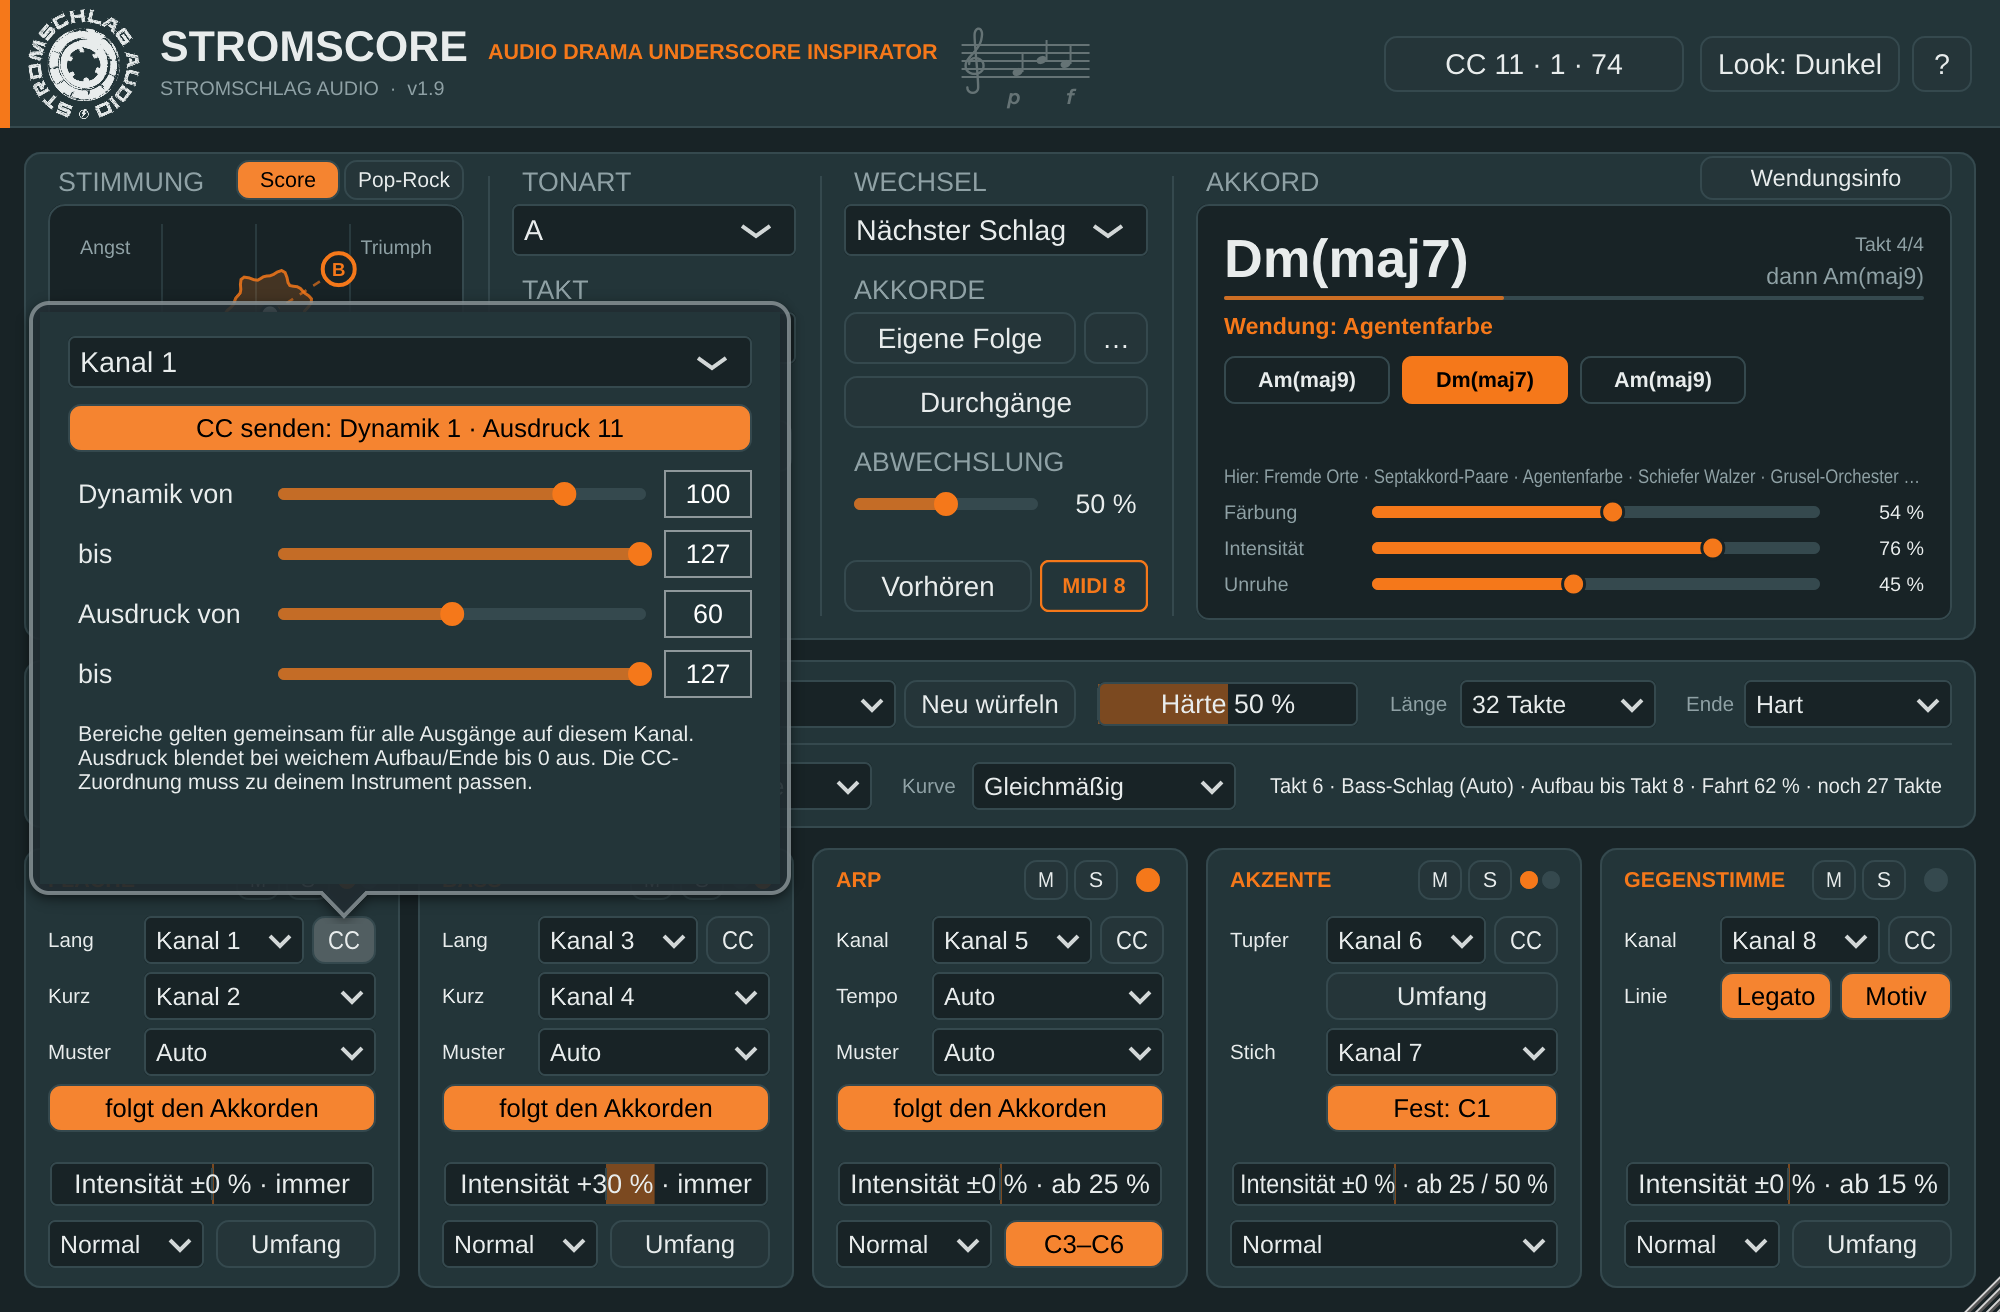 STROMSCHLAG AUDIO
STROMSCORE AUDIO DRAMA UNDERSCORE INSPIRATOR
STROMSCHLAG AUDIO · v1.9
p f
CC 11 · 1 · 74
Look: Dunkel
?
STIMMUNG
Score
Pop-Rock
Angst
Triumph
B
TONART
A
TAKT
WECHSEL
Nächster Schlag
AKKORDE
Eigene Folge
...
Durchgänge
ABWECHSLUNG
50 %
Vorhören
MIDI 8
AKKORD
Wendungsinfo
Dm(maj7)
Takt 4/4
dann Am(maj9)
Wendung: Agentenfarbe
Am(maj9)
Dm(maj7)
Am(maj9)
Hier: Fremde Orte · Septakkord-Paare · Agentenfarbe · Schiefer Walzer · Grusel-Orchester ...
Färbung 54 %
Intensität 76 %
Unruhe 45 %
Kanal 1
CC senden: Dynamik 1 · Ausdruck 11
Dynamik von 100
bis 127
Ausdruck von 60
bis 127
Bereiche gelten gemeinsam für alle Ausgänge auf diesem Kanal.
Ausdruck blendet bei weichem Aufbau/Ende bis 0 aus. Die CC-
Zuordnung muss zu deinem Instrument passen.
Neu würfeln
Härte 50 %
Länge
32 Takte
Ende
Hart
Kurve
Gleichmäßig
Takt 6 · Bass-Schlag (Auto) · Aufbau bis Takt 8 · Fahrt 62 % · noch 27 Takte
Lang
Kanal 1
CC
Kurz
Kanal 2
Muster
Auto
folgt den Akkorden
Intensität ±0 % · immer
Normal
Umfang
Lang
Kanal 3
CC
Kurz
Kanal 4
Muster
Auto
folgt den Akkorden
Intensität +30 % · immer
Normal
Umfang
ARP
M
S
Kanal
Kanal 5
CC
Tempo
Auto
Muster
Auto
folgt den Akkorden
Intensität ±0 % · ab 25 %
Normal
C3–C6
AKZENTE
M
S
Tupfer
Kanal 6
CC
Umfang
Stich
Kanal 7
Fest: C1
Intensität ±0 % · ab 25 / 50 %
Normal
GEGENSTIMME
M
S
Kanal
Kanal 8
CC
Linie
Legato
Motiv
Intensität ±0 % · ab 15 %
Normal
Umfang